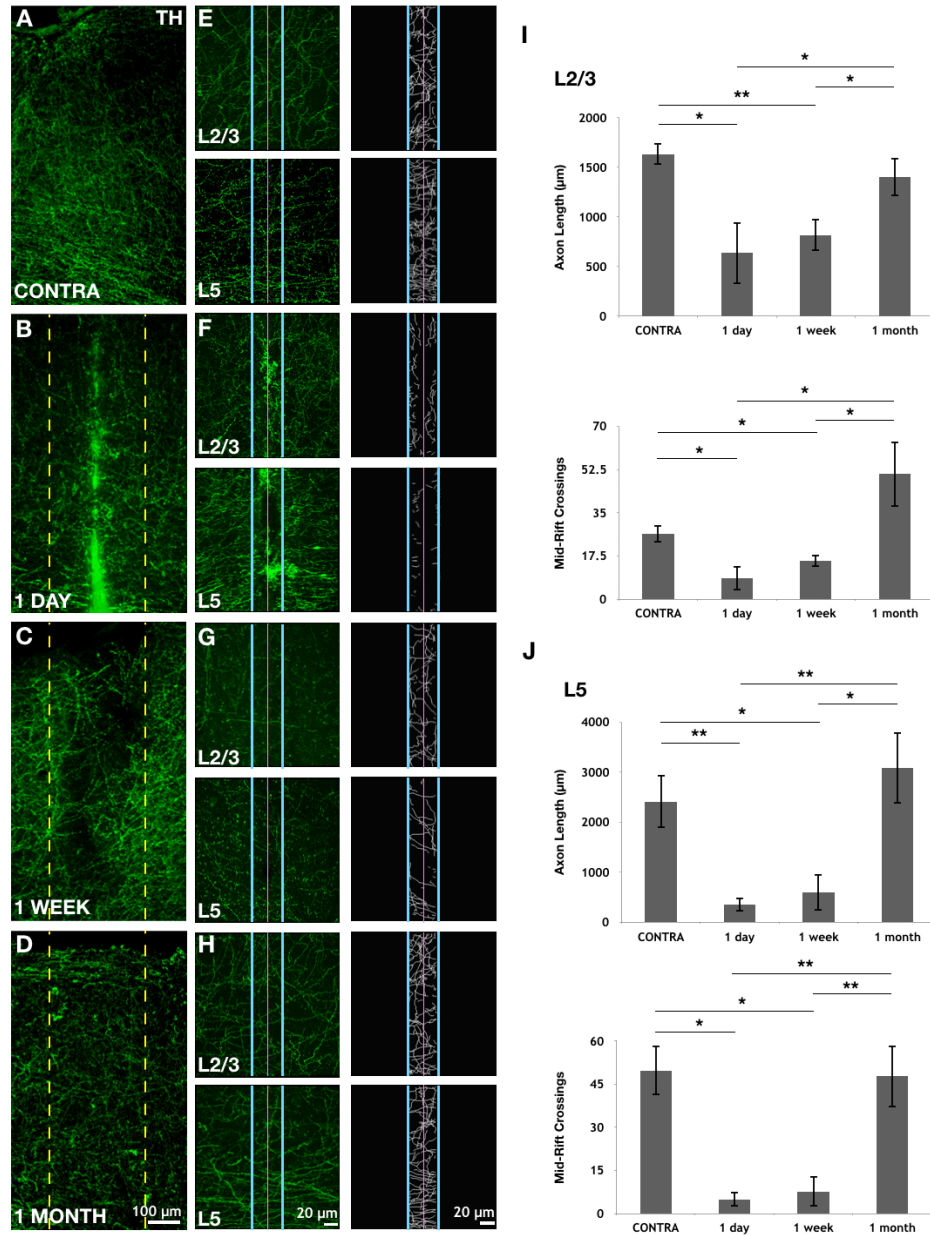 A
TH
CONTRA
B
1 DAY
C
1 WEEK
D
1 MONTH
100 µm
E
L2/3
L5
F
L2/3
L5
G
L2/3
L5
H
L2/3
L5
20 µm
20 µm
I
L2/3
*
*
**
*
2000
1500
1000
500
0
Axon Length (µm)
CONTRA
1 day
1 week
1 month
*
*
*
*
70
52.5
35
17.5
0
Mid-Rift Crossings
CONTRA
1 day
1 week
1 month
J
L5
**
*
*
**
4000
3000
2000
1000
0
Axon Length (µm)
CONTRA
1 day
1 week
1 month
**
**
*
*
60
45
30
15
0
Mid-Rift Crossings
CONTRA
1 day
1 week
1 month